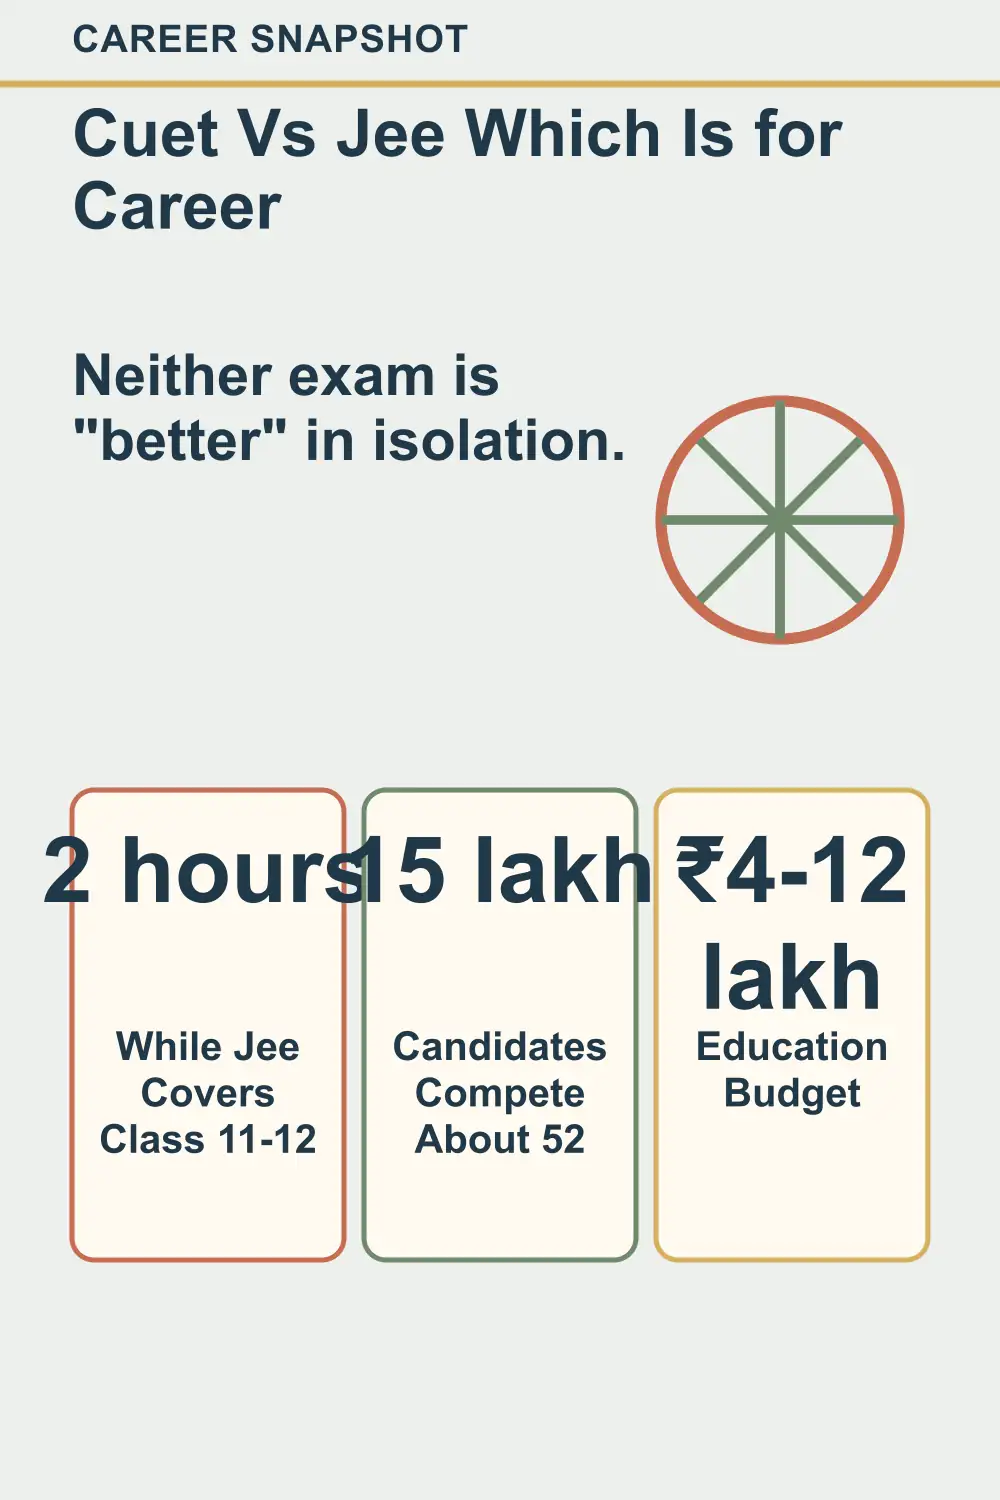 CAREER SNAPSHOT
Cuet Vs Jee Which Is for
Career
Neither exam is
"better" in isolation.
2 hours
While Jee
Covers
Class 11-12
15 lakh
Candidates
Compete
About 52
₹4-12
lakh
Education
Budget